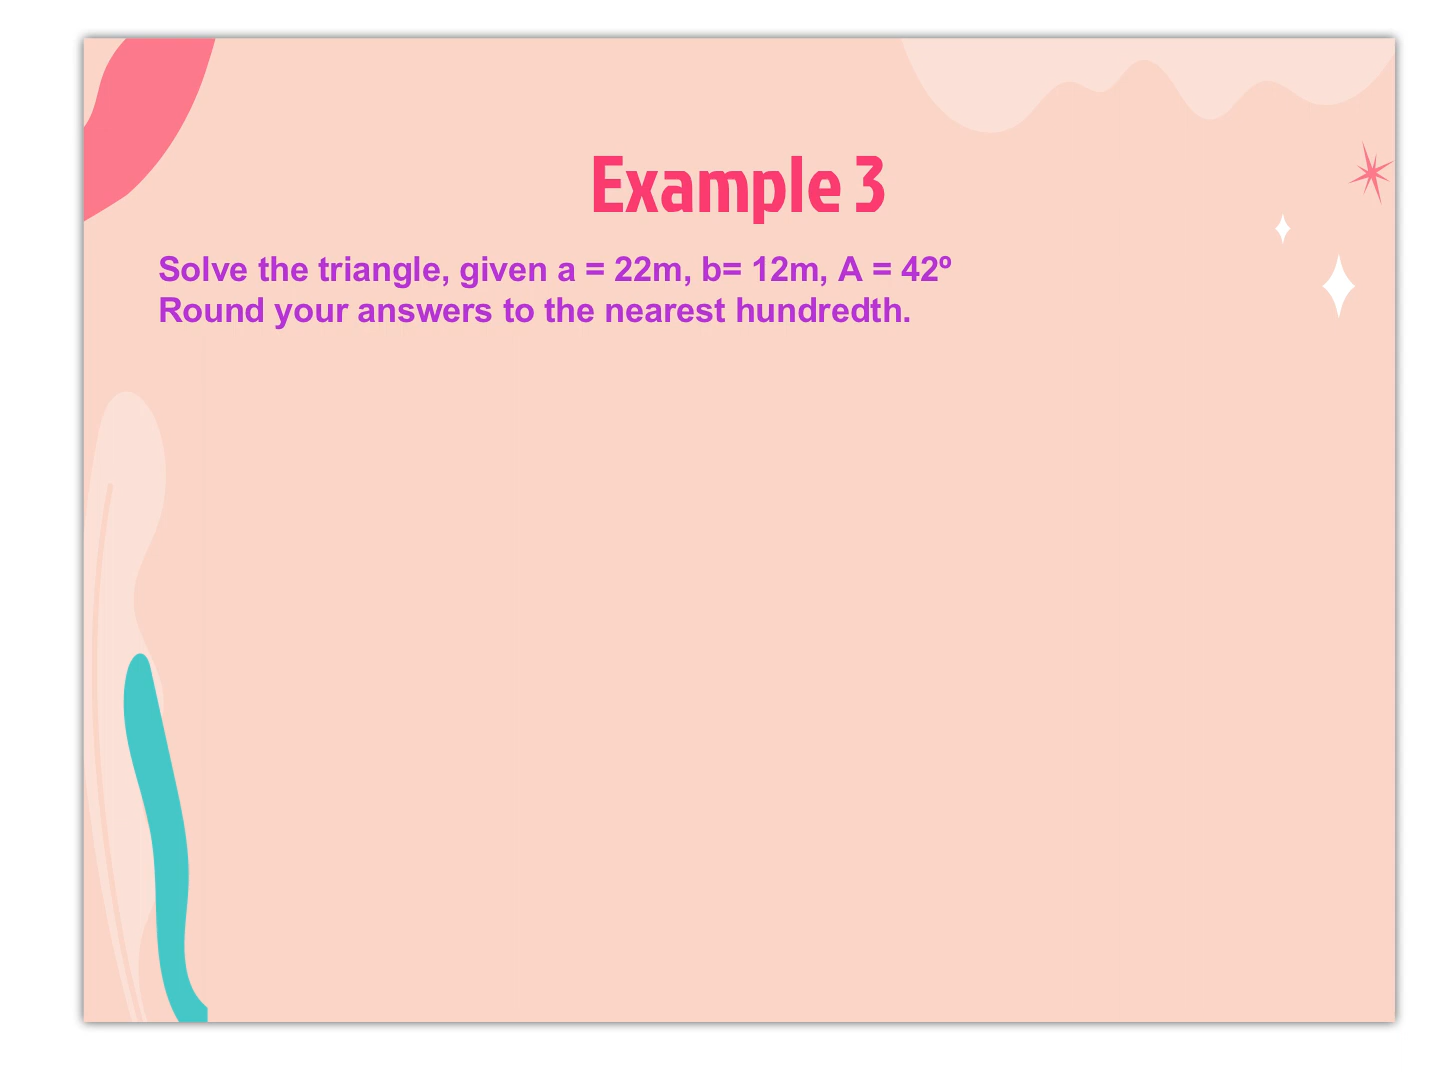 Example 3
Solve the triangle, given a = 22m, b= 12m, A = 42º
Round your answers to the nearest hundredth.